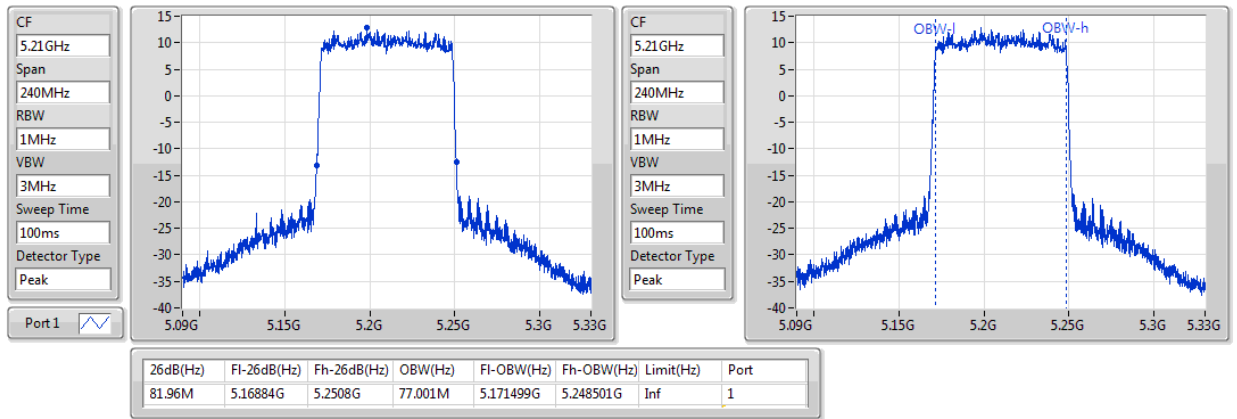 CF
5.21GHz
Span
240MHz
RBW
1MHz
VBW
3MHz
Sweep Time
100ms
Detector Type
Peak
Port 1
15
10
5
0
-5
-10
-15
-20
-25
-30
-35
-40
5.09G 5.15G 5.2G 5.25G 5.3G 5.33G
CF
5.21GHz
Span
240MHz
RBW
1MHz
VBW
3MHz
Sweep Time
100ms
Detector Type
Peak
15
10
5
0
-5
-10
-15
-20
-25
-30
-35
-40
OBW-l OBW-h
5.09G 5.15G 5.2G 5.25G 5.3G 5.33G
26dB(Hz) Fl-26dB(Hz) Fh-26dB(Hz) OBW(Hz) Fl-OBW(Hz) Fh-OBW(Hz) Limit(Hz) Port
81.96M 5.16884G 5.2508G 77.001M 5.171499G 5.248501G Inf 1